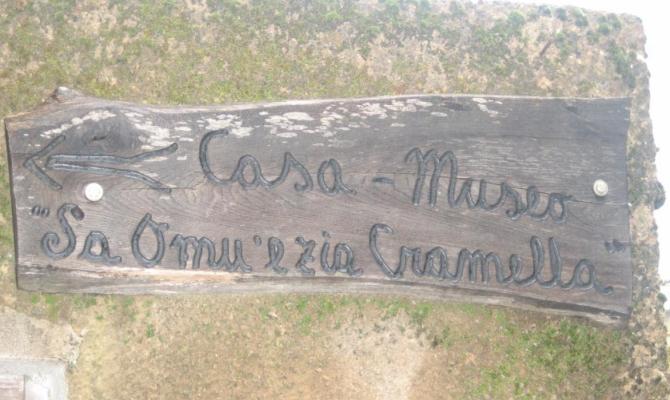 Casa - Museo
"Sa Omu 'e zia Cramella"